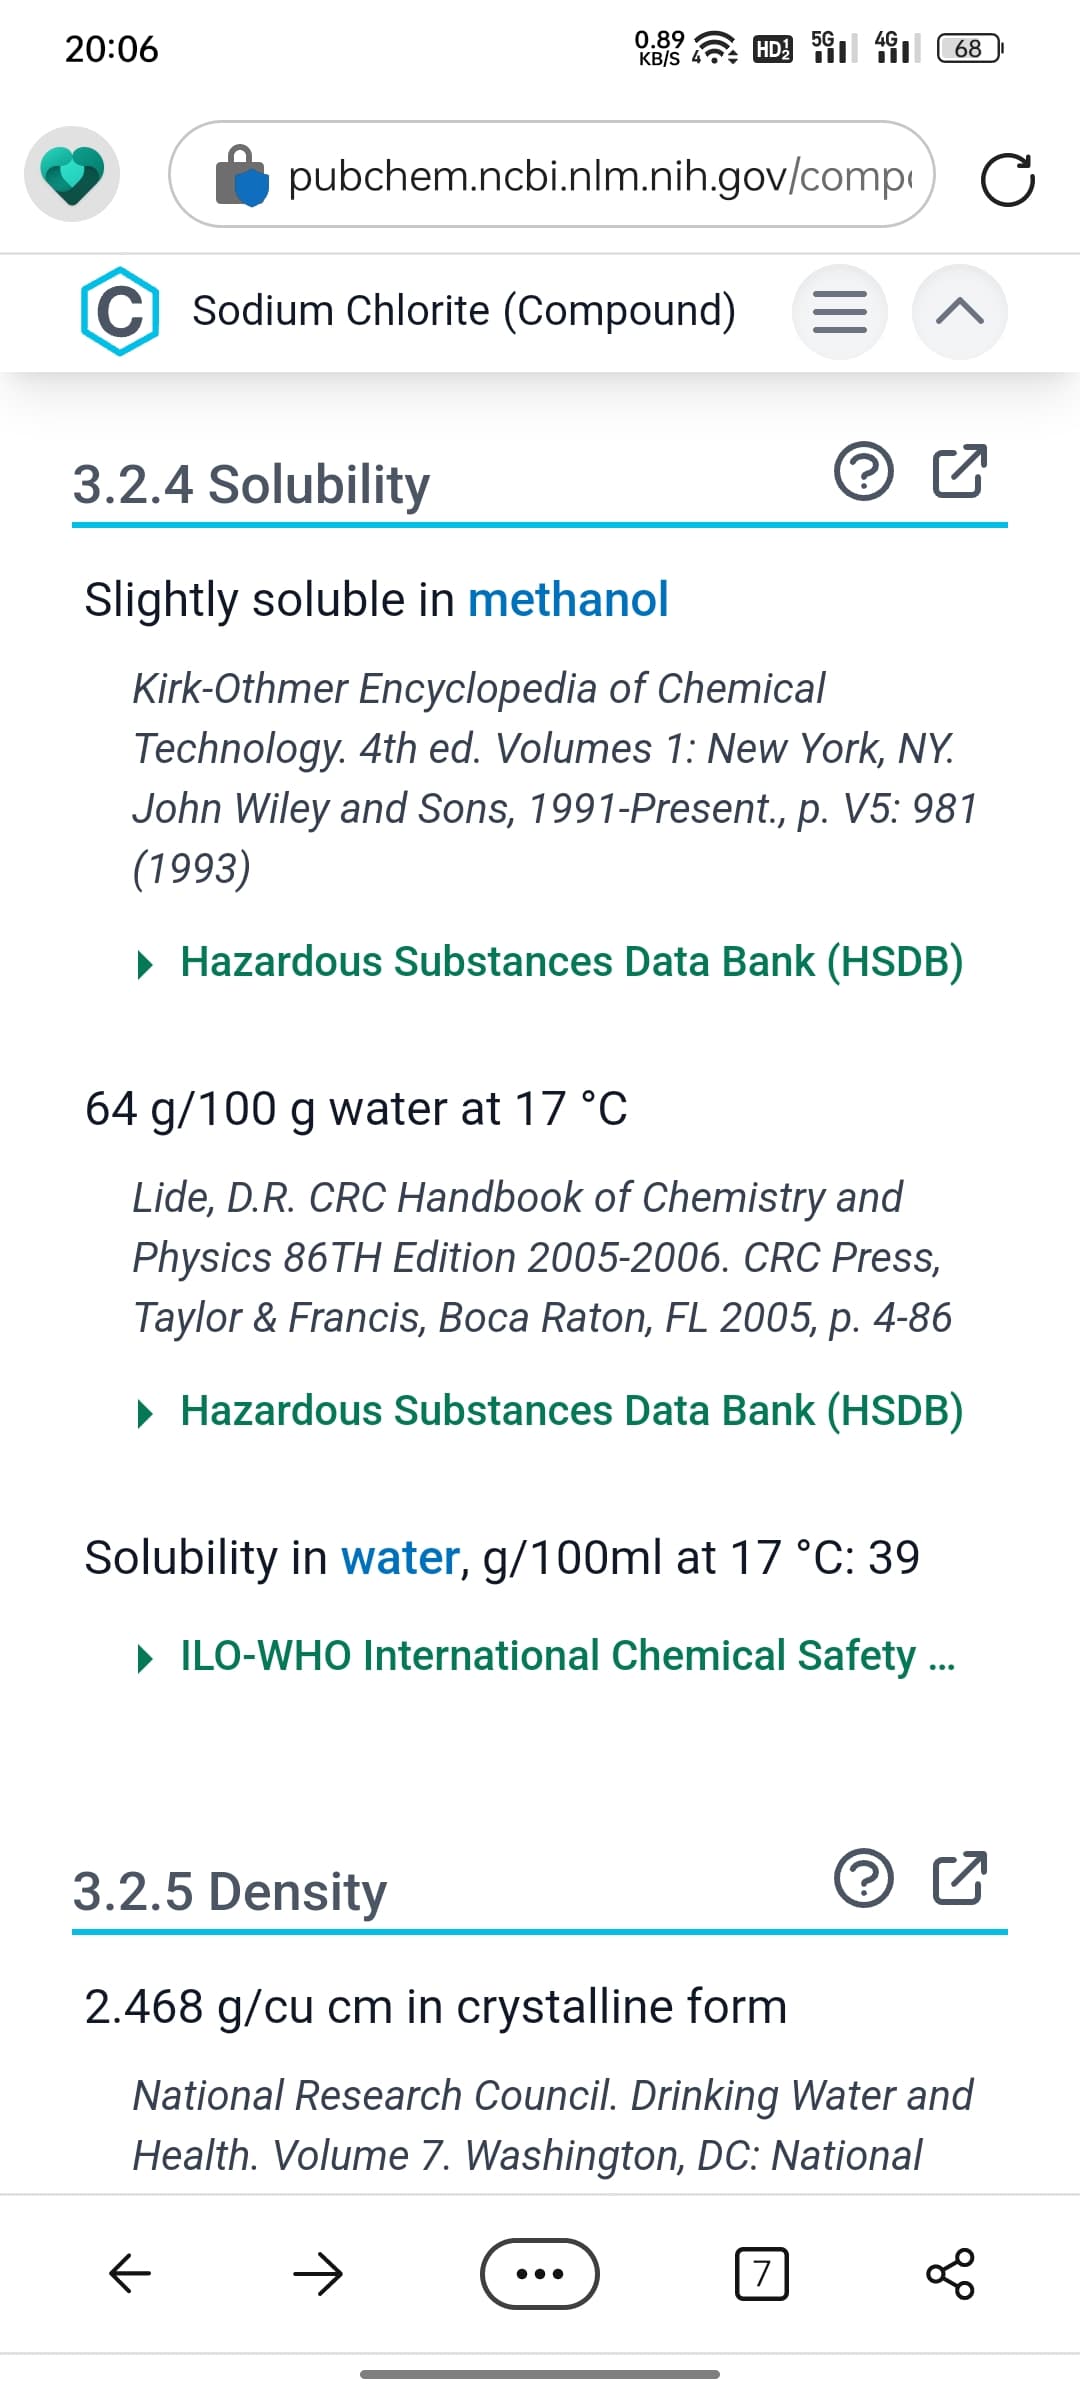 20:06
0.89 KB/S 4 HD 1 2 5G 4G 68
pubchem.ncbi.nlm.nih.gov/comp
C Sodium Chlorite (Compound)
3.2.4 Solubility
Slightly soluble in methanol
Kirk-Othmer Encyclopedia of Chemical
Technology. 4th ed. Volumes 1: New York, NY.
John Wiley and Sons, 1991-Present., p. V5: 981
(1993)
Hazardous Substances Data Bank (HSDB)
64 g/100 g water at 17 °C
Lide, D.R. CRC Handbook of Chemistry and
Physics 86TH Edition 2005-2006. CRC Press,
Taylor & Francis, Boca Raton, FL 2005, p. 4-86
Hazardous Substances Data Bank (HSDB)
Solubility in water, g/100ml at 17 °C: 39
ILO-WHO International Chemical Safety ...
3.2.5 Density
2.468 g/cu cm in crystalline form
National Research Council. Drinking Water and
Health. Volume 7. Washington, DC: National
7